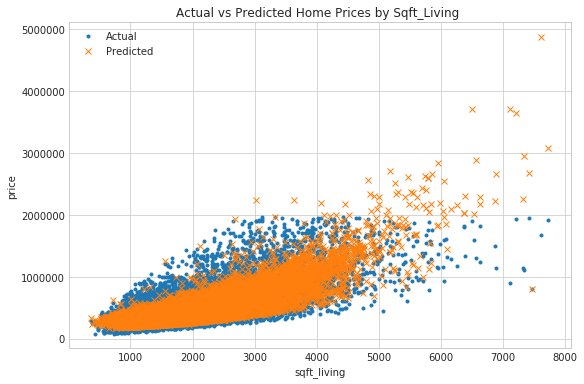 Actual vs Predicted Home Prices by Sqft_Living
Actual
Predicted
5000000
4000000
3000000
2000000
1000000
0
price
1000
2000
3000
4000
5000
6000
7000
8000
sqft_living